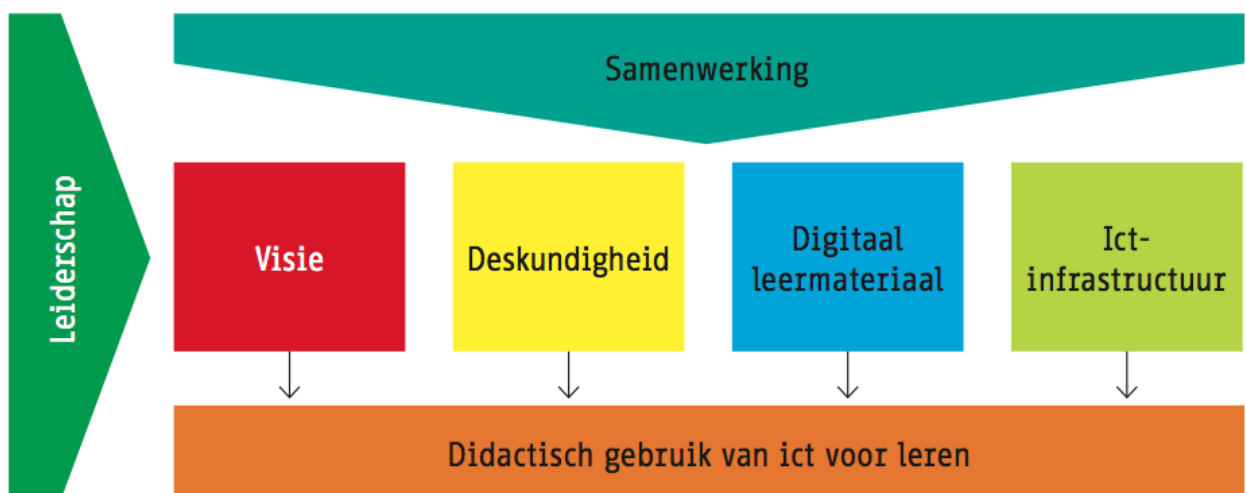 Samenwerking
Leiderschap
Visie
Deskundigheid
Digitaal
leermateriaal
Ict-
infrastructuur
Didactisch gebruik van ict voor leren